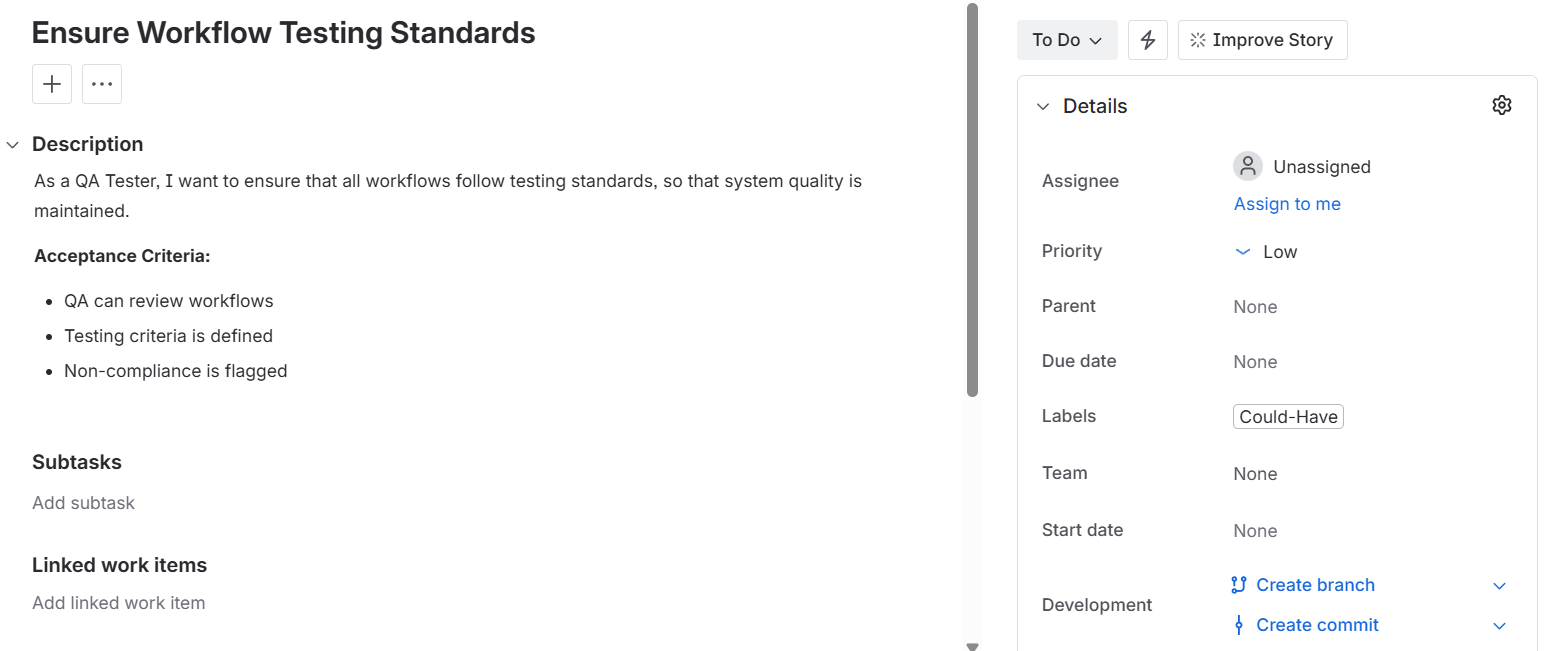 Ensure Workflow Testing Standards
Description
As a QA Tester, I want to ensure that all workflows follow testing standards, so that system quality is
maintained.
Acceptance Criteria:
• QA can review workflows
• Testing criteria is defined
• Non-compliance is flagged
Subtasks
Add subtask
Linked work items
Add linked work item
To Do
Improve Story
Details
Assignee
Unassigned
Assign to me
Priority
Low
Parent
None
Due date
None
Labels
Could-Have
Team
None
Start date
None
Development
Create branch
Create commit